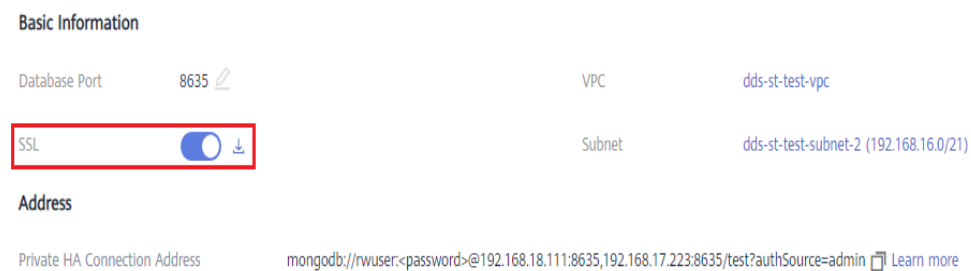 Basic Information
Database Port 8635 VPC dds-st-test-vpc
SSL Subnet dds-st-test-subnet-2 (192.168.16.0/21)
Address
Private HA Connection Address mongodb://rwuser:<password>@192.168.18.111:8635,192.168.17.223:8635/test?authSource=admin Learn more